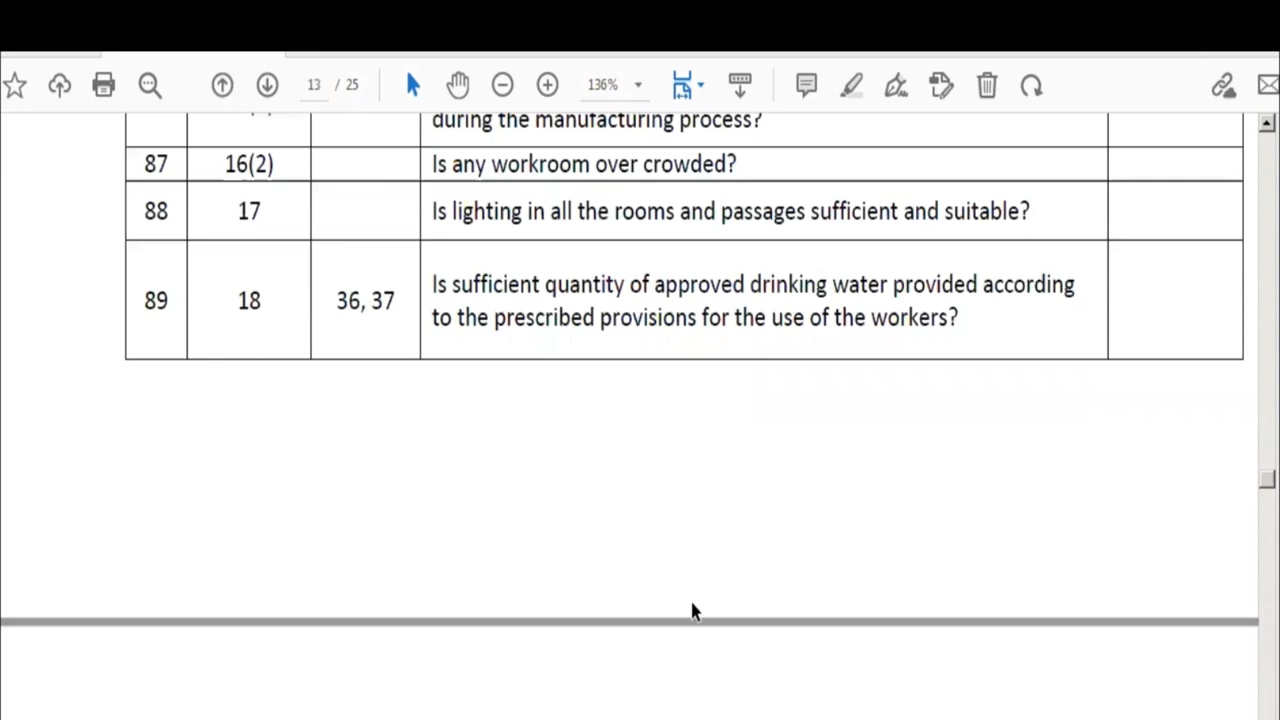 13 / 25
136%
during the manufacturing process?
87 16(2) Is any workroom over crowded?
88 17 Is lighting in all the rooms and passages sufficient and suitable?
89 18 36, 37 Is sufficient quantity of approved drinking water provided according
to the prescribed provisions for the use of the workers?